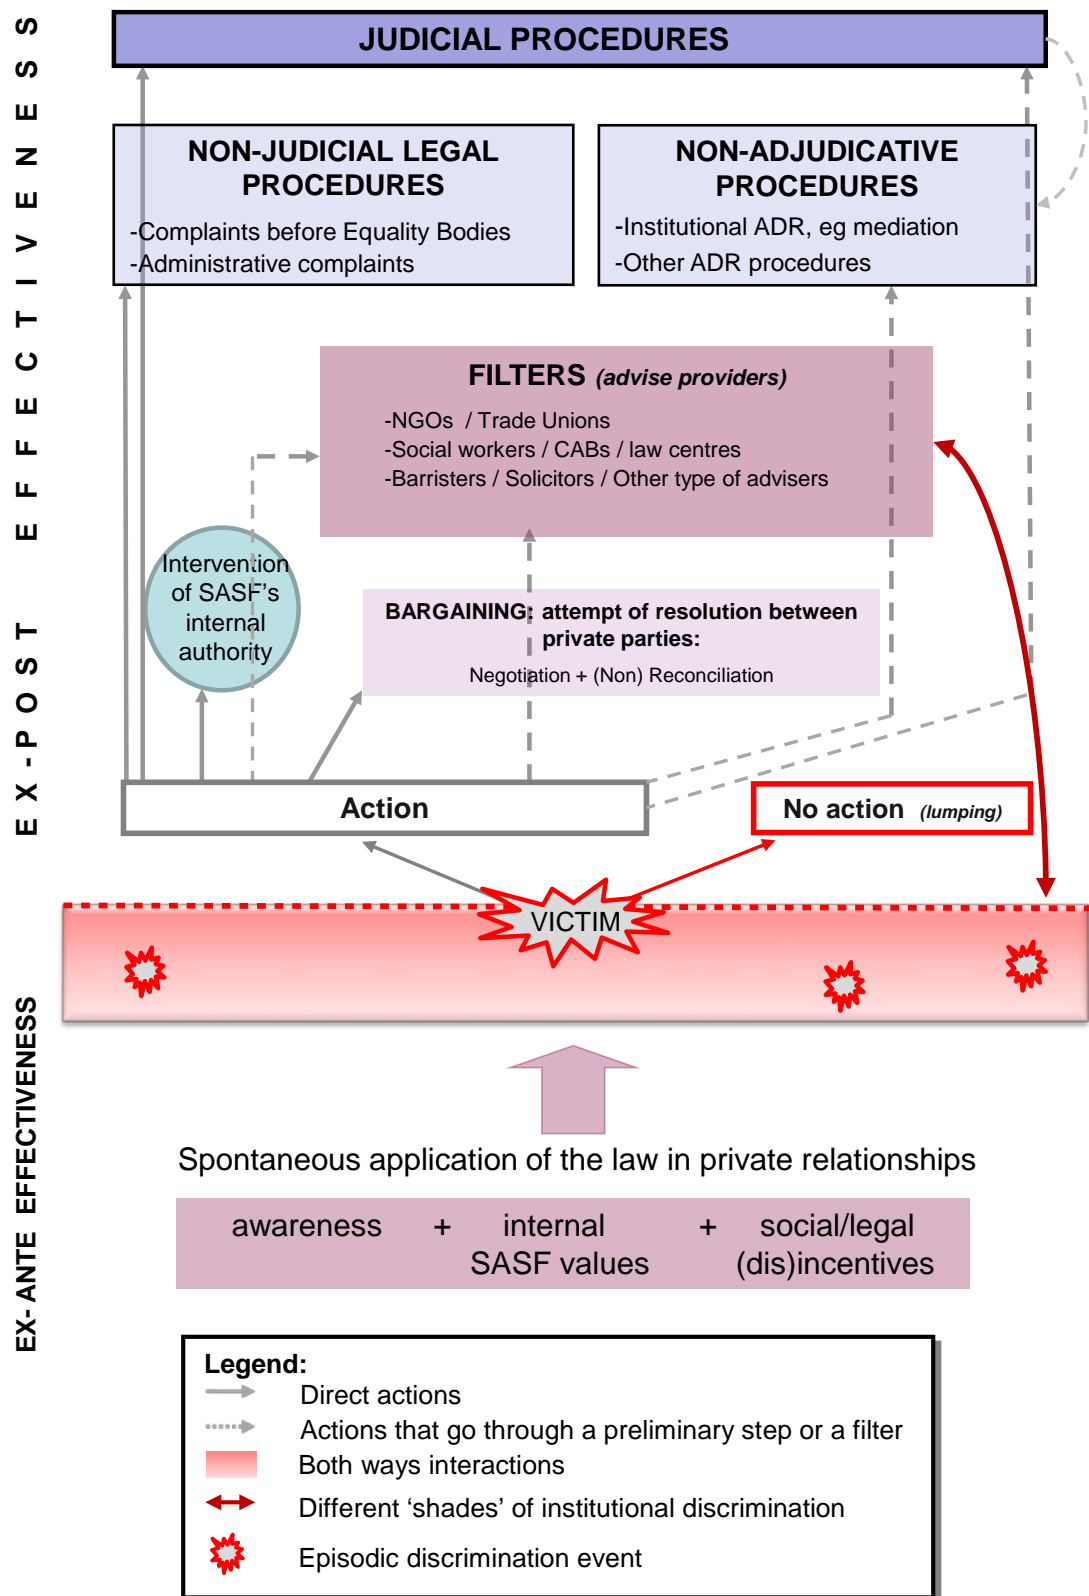 EX-POST EFFECTIVENESS
JUDICIAL PROCEDURES
NON-JUDICIAL LEGAL
PROCEDURES
-Complaints before Equality Bodies
-Administrative complaints
NON-ADJUDICATIVE
PROCEDURES
-Institutional ADR, eg mediation
-Other ADR procedures
FILTERS (advise providers)
-NGOs / Trade Unions
-Social workers / CABs / law centres
-Barristers / Solicitors / Other type of advisers
Intervention
of SASF's
internal
authority
BARGAINING: attempt of resolution between
private parties:
Negotiation + (Non) Reconciliation
Action
No action (lumping)
VICTIM
EX- ANTE EFFECTIVENESS
Spontaneous application of the law in private relationships
awareness + internal + social/legal
SASF values (dis)incentives
Legend:
Direct actions
Actions that go through a preliminary step or a filter
Both ways interactions
Different ‘shades’ of institutional discrimination
Episodic discrimination event